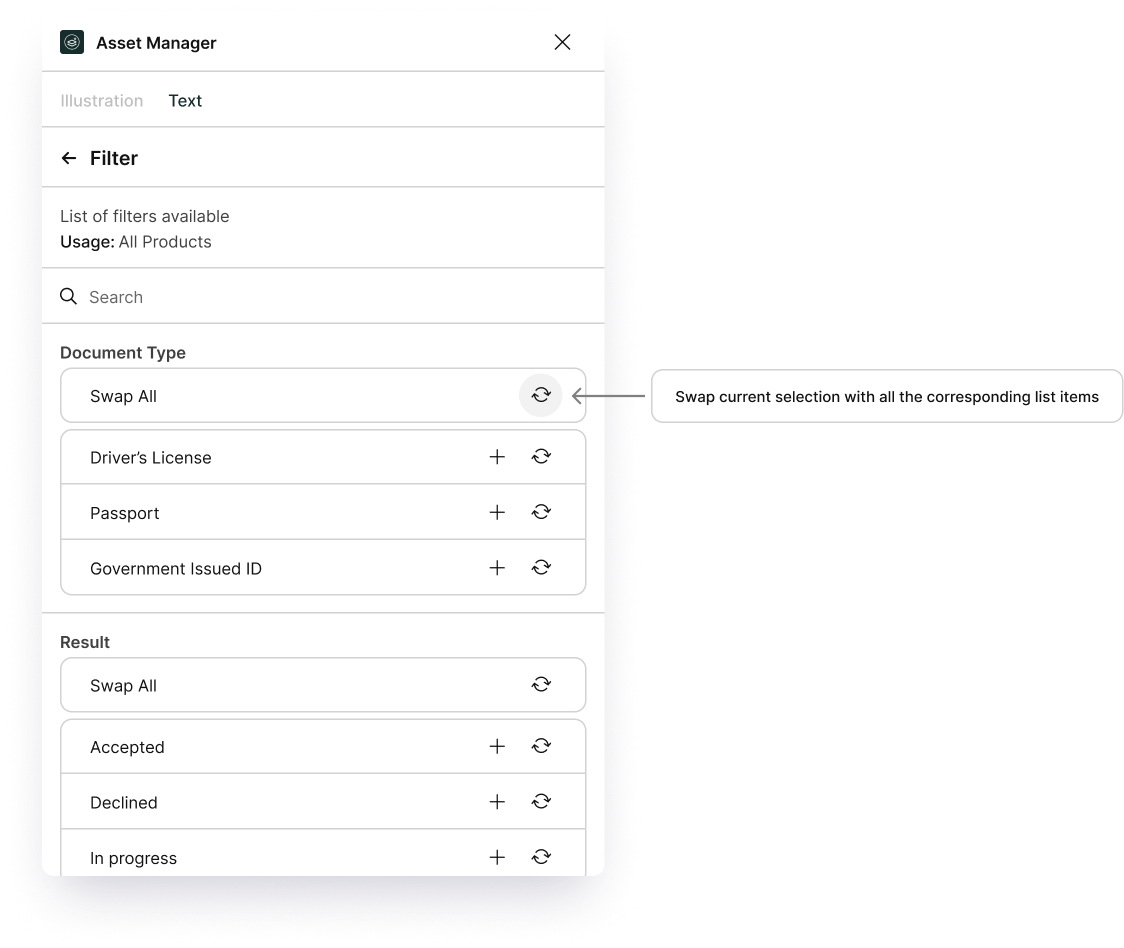 Asset Manager
Illustration Text
Filter
List of filters available
Usage: All Products
Search
Document Type
Swap All
Swap current selection with all the corresponding list items
Driver’s License
Passport
Government Issued ID
Result
Swap All
Accepted
Declined
In progress